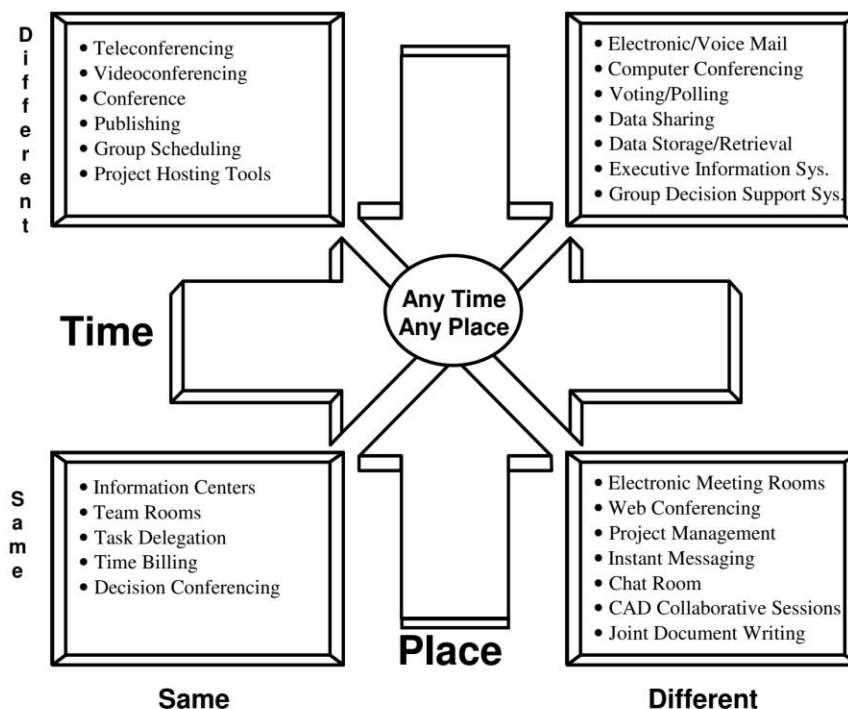 Different
• Teleconferencing
• Videoconferencing
• Conference
• Publishing
• Group Scheduling
• Project Hosting Tools
• Electronic/Voice Mail
• Computer Conferencing
• Voting/Polling
• Data Sharing
• Data Storage/Retrieval
• Executive Information Sys.
• Group Decision Support Sys.
Time
Any Time
Any Place
Same
• Information Centers
• Team Rooms
• Task Delegation
• Time Billing
• Decision Conferencing
• Electronic Meeting Rooms
• Web Conferencing
• Project Management
• Instant Messaging
• Chat Room
• CAD Collaborative Sessions
• Joint Document Writing
Place
Same
Different